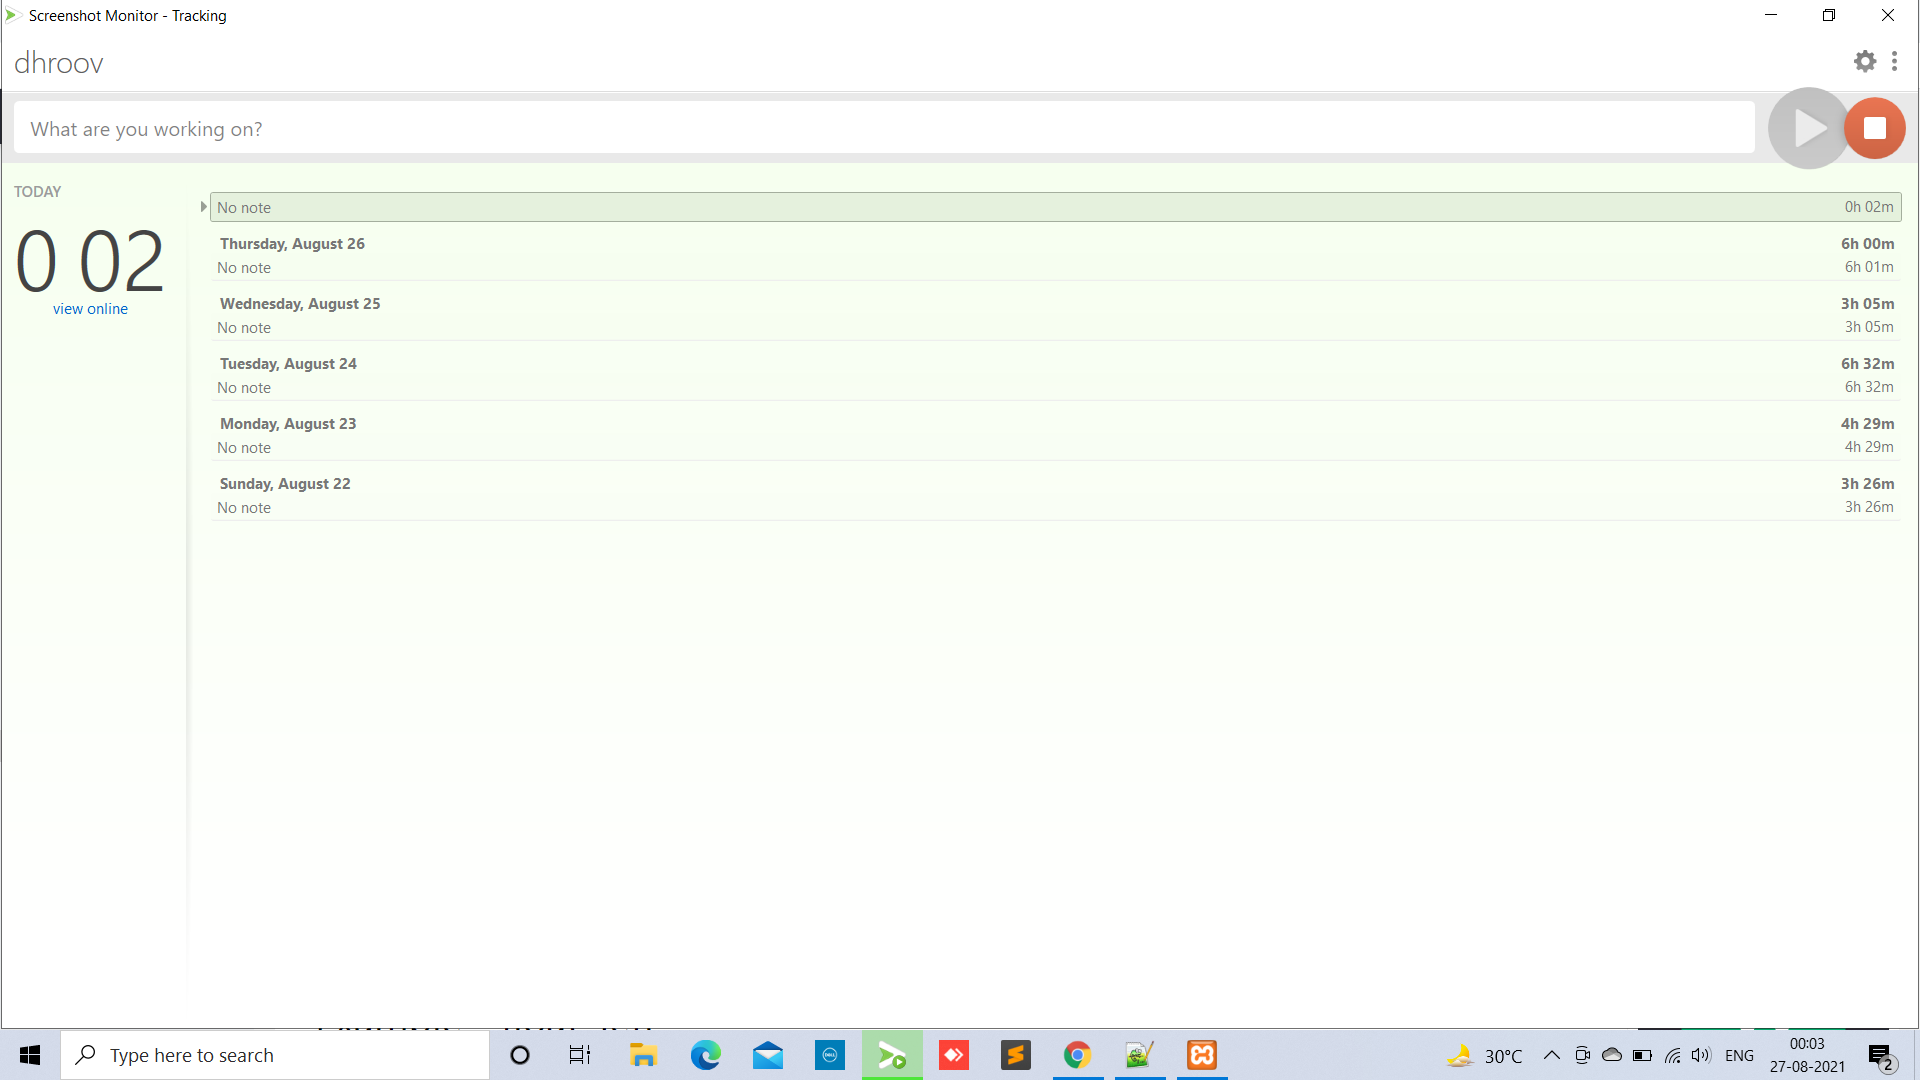 Screenshot Monitor - Tracking
dhroov
What are you working on?
TODAY
0 02
view online
No note 0h 02m
Thursday, August 26 6h 00m
No note 6h 01m
Wednesday, August 25 3h 05m
No note 3h 05m
Tuesday, August 24 6h 32m
No note 6h 32m
Monday, August 23 4h 29m
No note 4h 29m
Sunday, August 22 3h 26m
No note 3h 26m
Type here to search
DELL
30°C
ENG
00:03
27-08-2021
2